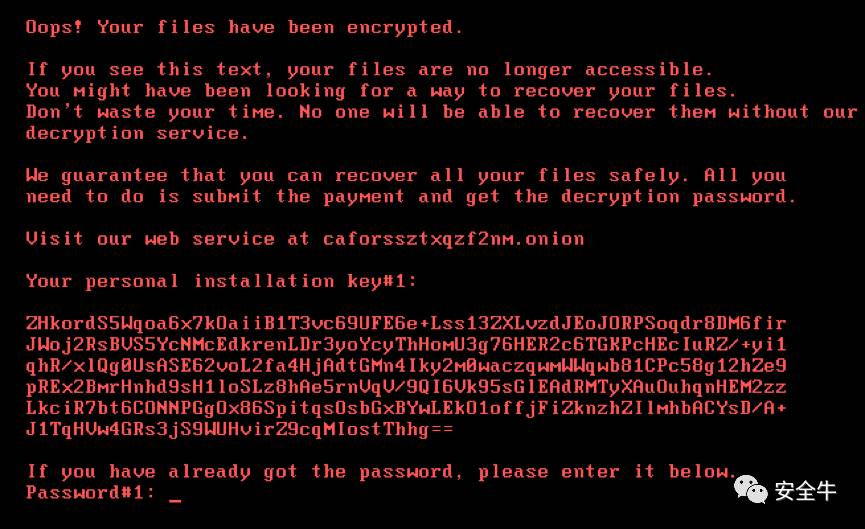 Oops! Your files have been encrypted.
If you see this text, your files are no longer accessible.
You might have been looking for a way to recover your files.
Don't waste your time. No one will be able to recover them without our
decryption service.
We guarantee that you can recover all your files safely. All you
need to do is submit the payment and get the decryption password.
Visit our web service at caforssztxqzf2nm.onion
Your personal installation key#1:
ZHkordS5Wqoa6x7kOaiiB1T3vc69UFE6e+Lss13ZXLvzdJEoJORPSoqdr8DM6fir
JWoj2RsBVS5YcNMcEdkrenLDr3yoYcyThHomU3g76HER2c6TGKPcHEcIuRZ/+yi1
qhR/xlQg0UsASE62voL2fa4HjAdtGMn4Iky2m0waczqwmWWqwb81CPc58g12hZe9
pREx2BmrHnhd9sH1loSLz8hAe5rnVqV/9QI6Vk95sGlEAdRMTyXAuOuhqnHEM2zz
LkciR7bt6CONNPGgOx86SpitqsOsbGxBYwLEkO1offjFiZknzhZIlmhbACYsD/A+
J1TqHVw4GRs3jS9WUHvirZ9cqMIostThhg==
If you have already got the password, please enter it below.
Password#1: _
安全牛